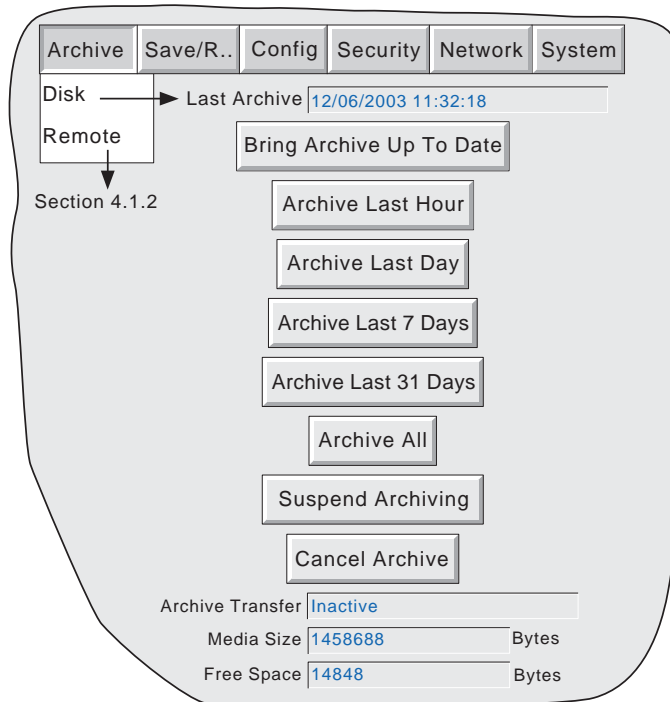 Archive Save/R.. Config Security Network System
Disk
Last Archive 12/06/2003 11:32:18
Remote
Bring Archive Up To Date
Section 4.1.2
Archive Last Hour
Archive Last Day
Archive Last 7 Days
Archive Last 31 Days
Archive All
Suspend Archiving
Cancel Archive
Archive Transfer Inactive
Media Size 1458688 Bytes
Free Space 14848 Bytes